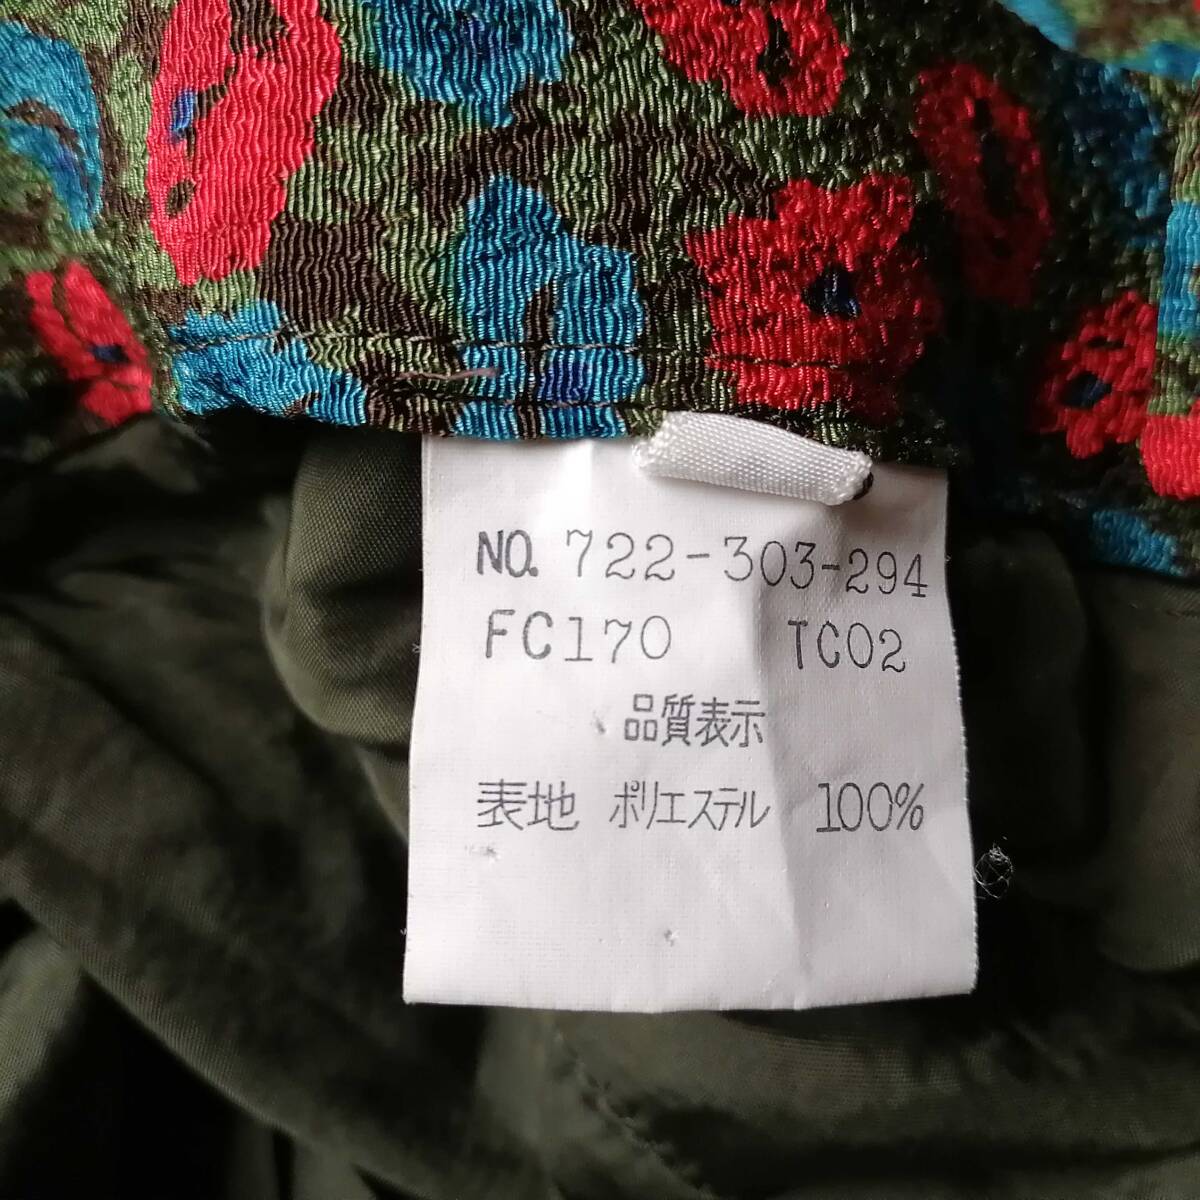 NO. 722-303-294
FC170 TC02
品質表示
表地 ポリエステル 100%